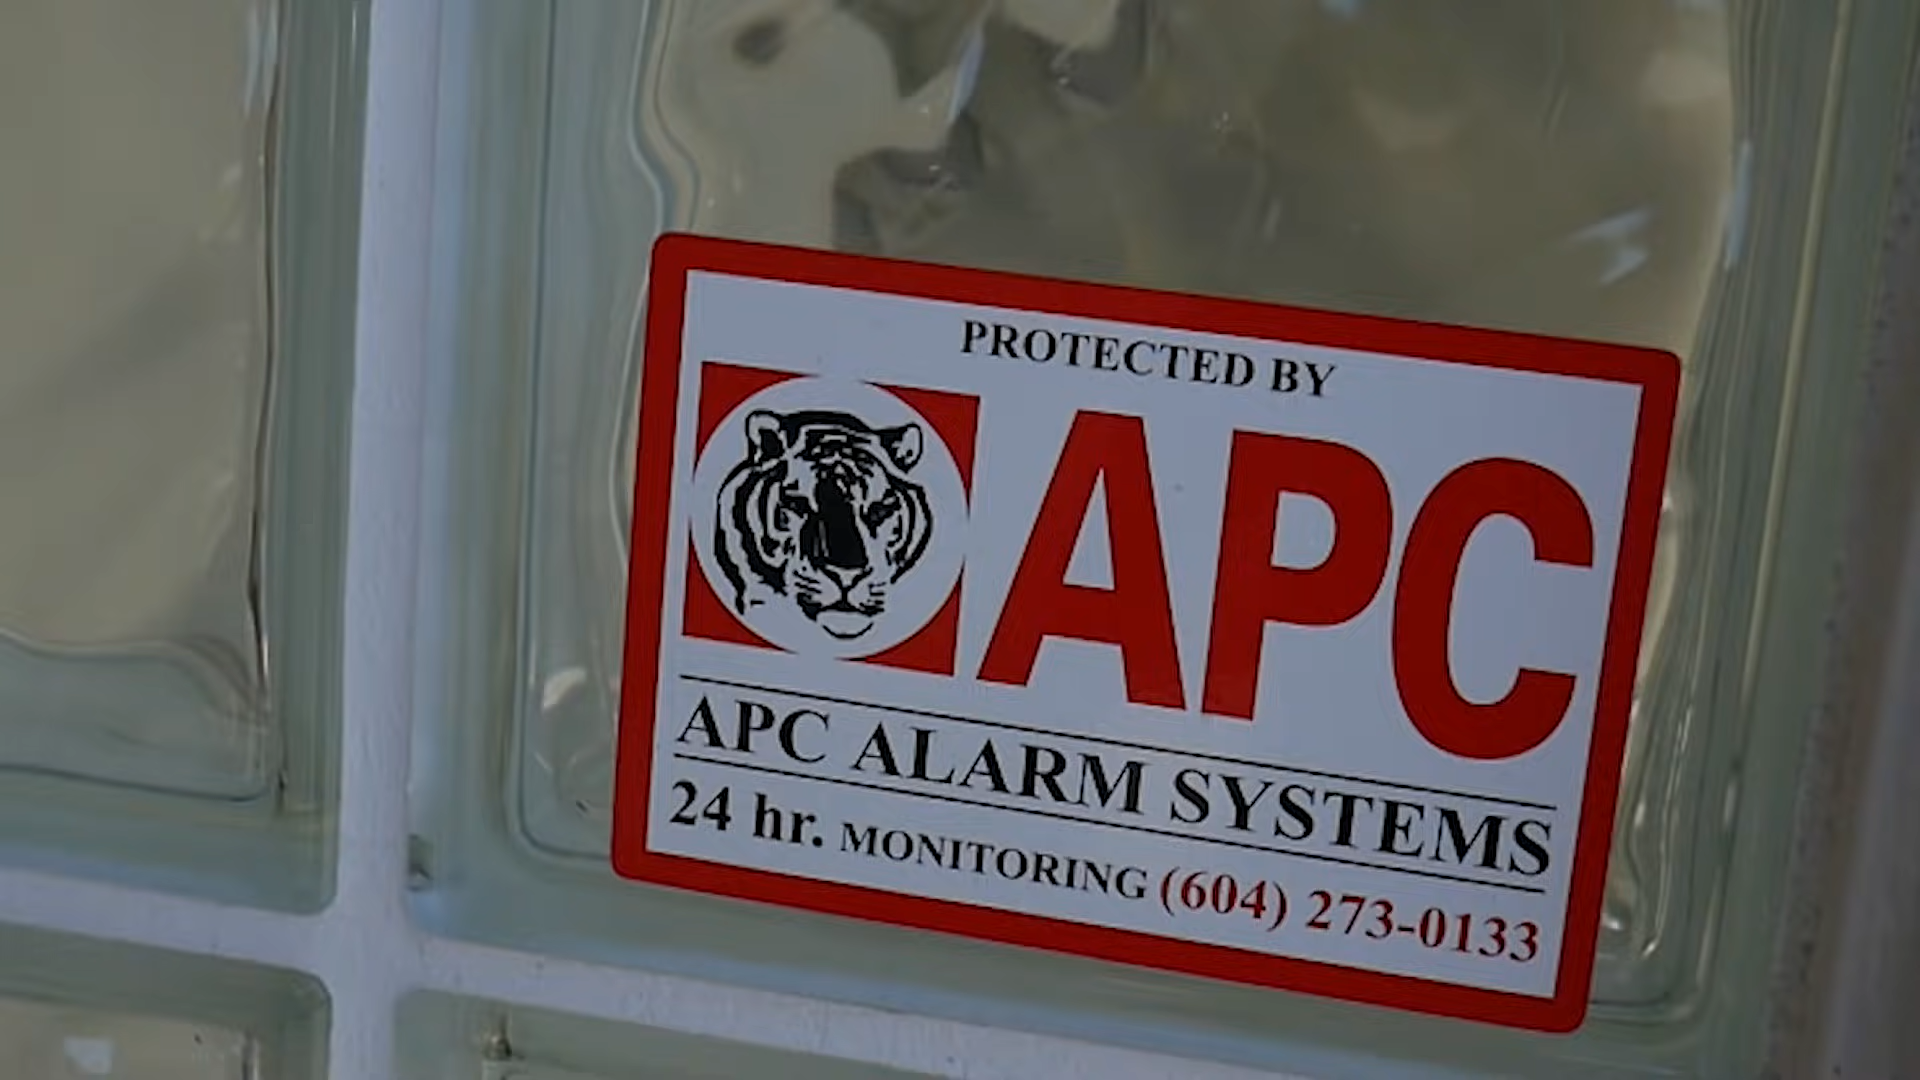 PROTECTED BY
APC
APC ALARM SYSTEMS
24 hr. MONITORING (604) 273-0133